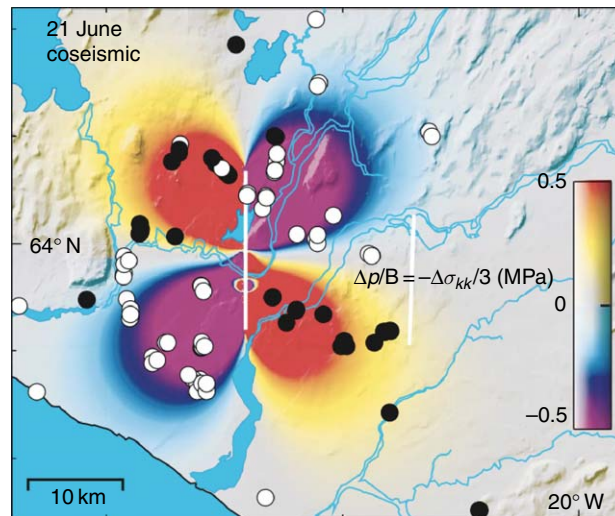 21 June
coseismic
0.5
64° N
Δp/B = −Δσkk/3 (MPa)
0
−0.5
10 km
20° W